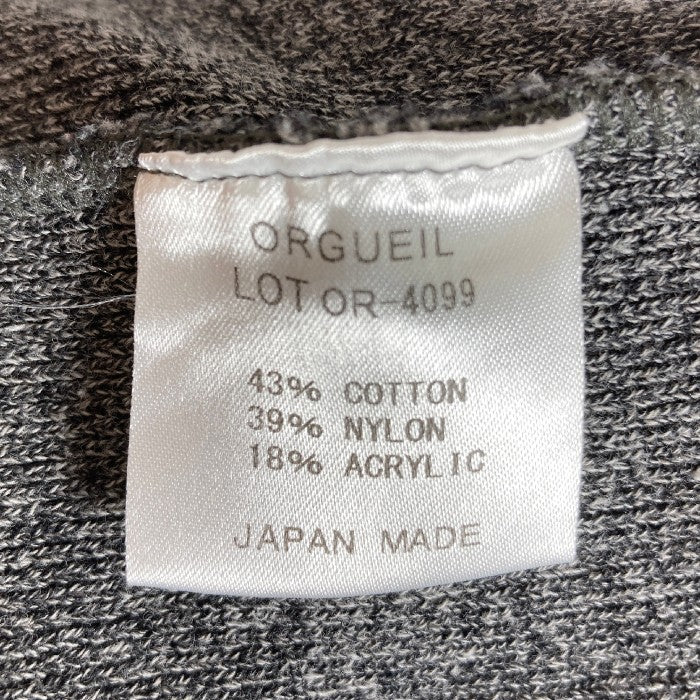 ORGUEIL
LOT OR-4099
43% COTTON
39% NYLON
18% ACRYLIC
JAPAN MADE